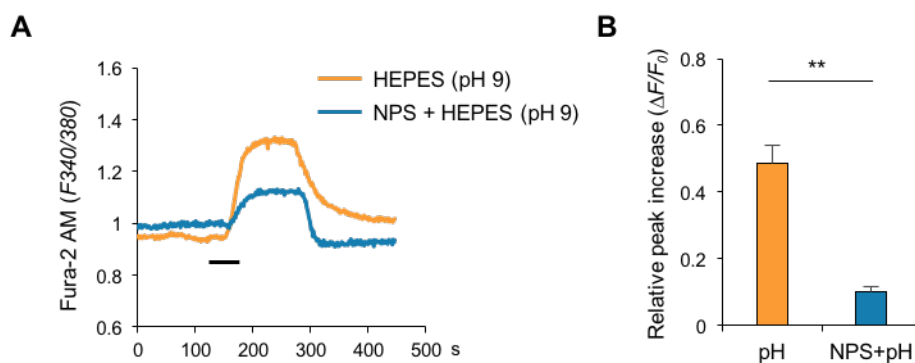 A
B
Fura-2 AM (F340/380)
1.6
1.4
1.2
1
0.8
0.6
0
100
200
300
400
500
s
HEPES (pH 9)
NPS + HEPES (pH 9)
Relative peak increase (ΔF/F₀)
0.8
0.6
0.4
0.2
0
**
pH
NPS+pH